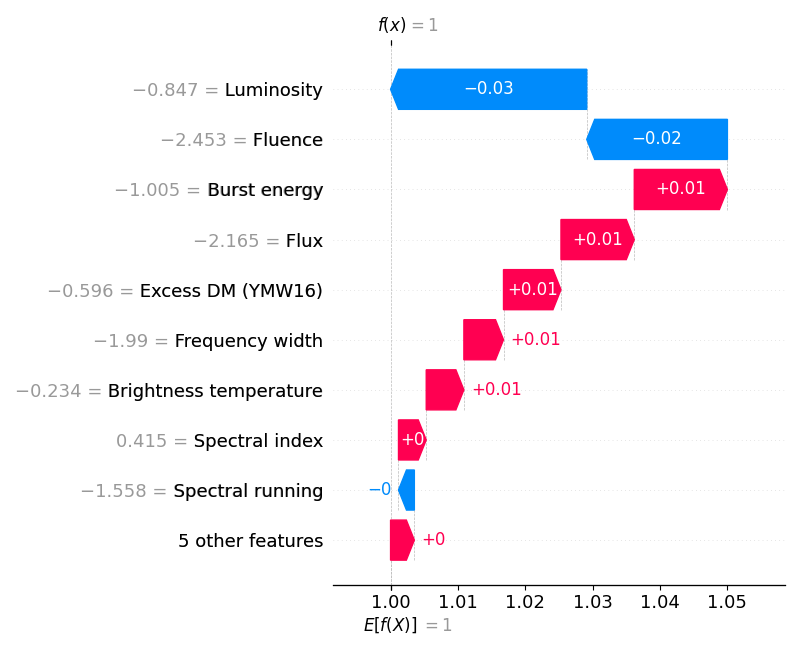 f(x) = 1
−0.847 = Luminosity −0.03
−2.453 = Fluence −0.02
−1.005 = Burst energy +0.01
−2.165 = Flux +0.01
−0.596 = Excess DM (YMW16) +0.01
−1.99 = Frequency width +0.01
−0.234 = Brightness temperature +0.01
0.415 = Spectral index +0
−1.558 = Spectral running −0
5 other features +0
1.00 1.01 1.02 1.03 1.04 1.05
E[f(X)] = 1